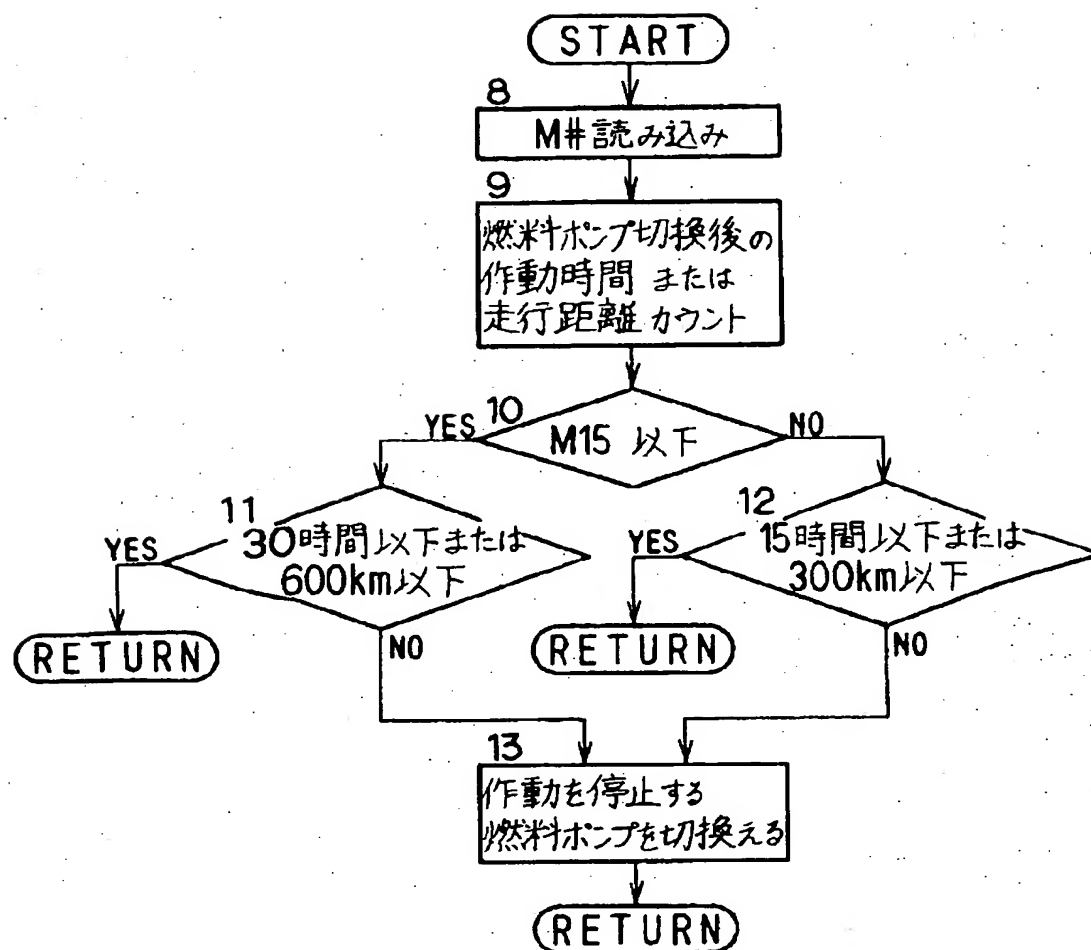 START
8
M#読み込み
9
燃料ポンプ切換後の
作動時間 または
走行距離カウント
10
YES
M15 以下
NO
11
30時間以下または
600km以下
YES
RETURN
NO
12
15時間以下または
300km以下
YES
RETURN
NO
13
作動を停止する
燃料ポンプを切換える
RETURN